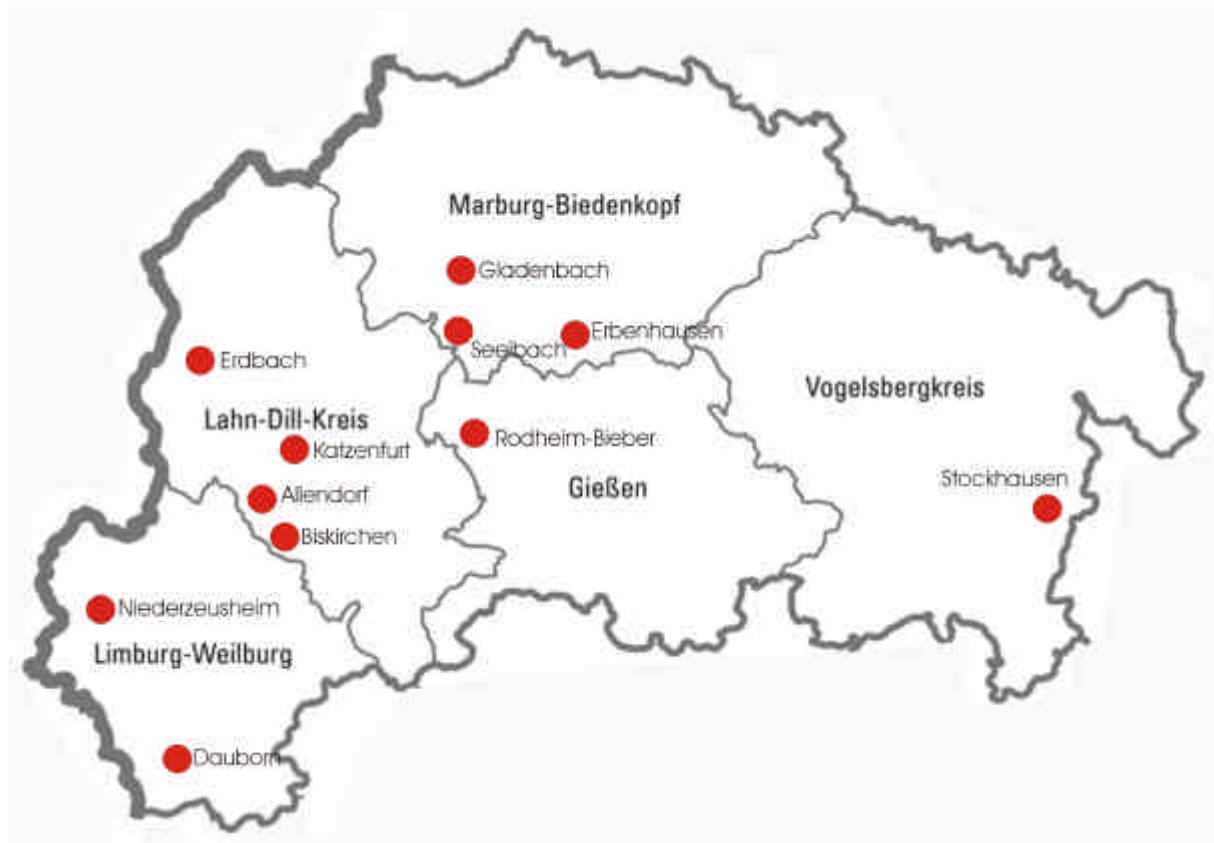 Marburg-Biedenkopf
Gladenbach
Erbenhausen
Seelbach
Erdbach
Vogelsbergkreis
Lahn-Dill-Kreis
Rodheim-Bieber
Katzenfurt
Stockhausen
Gießen
Allendorf
Biskirchen
Niederzeusheim
Limburg-Weilburg
Dauborn